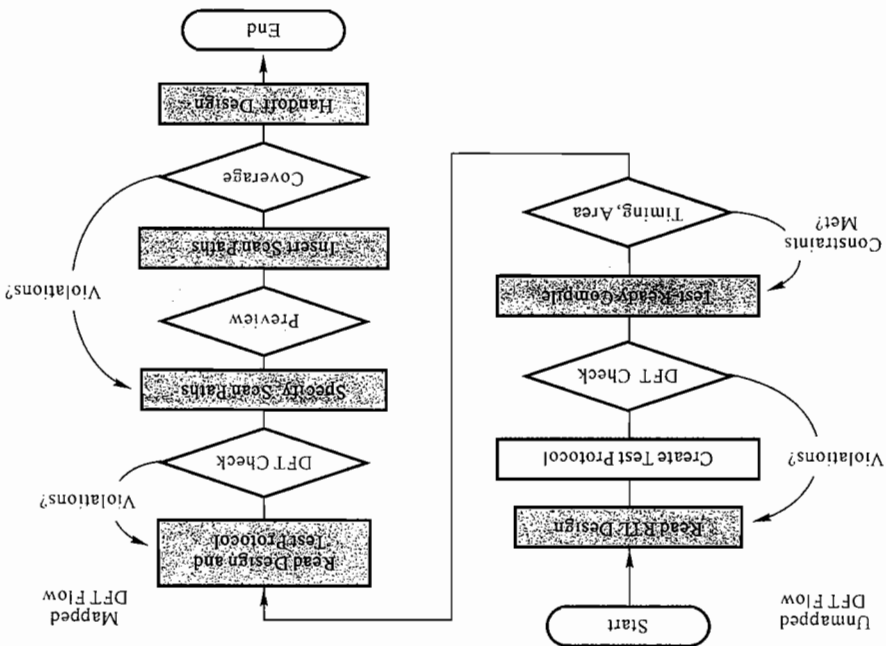 Unmapped
DFT Flow
Start
Read RTL Design
Violations?
Create Test Protocol
DFT Check
Test-Ready Compile
Constraints
Met?
Timing, Area
Mapped
DFT Flow
Read Design and
Test Protocol
Violations?
DFT Check
Specify Scan Paths
Preview
Violations?
Insert Scan Paths
Coverage
Handoff Design
End